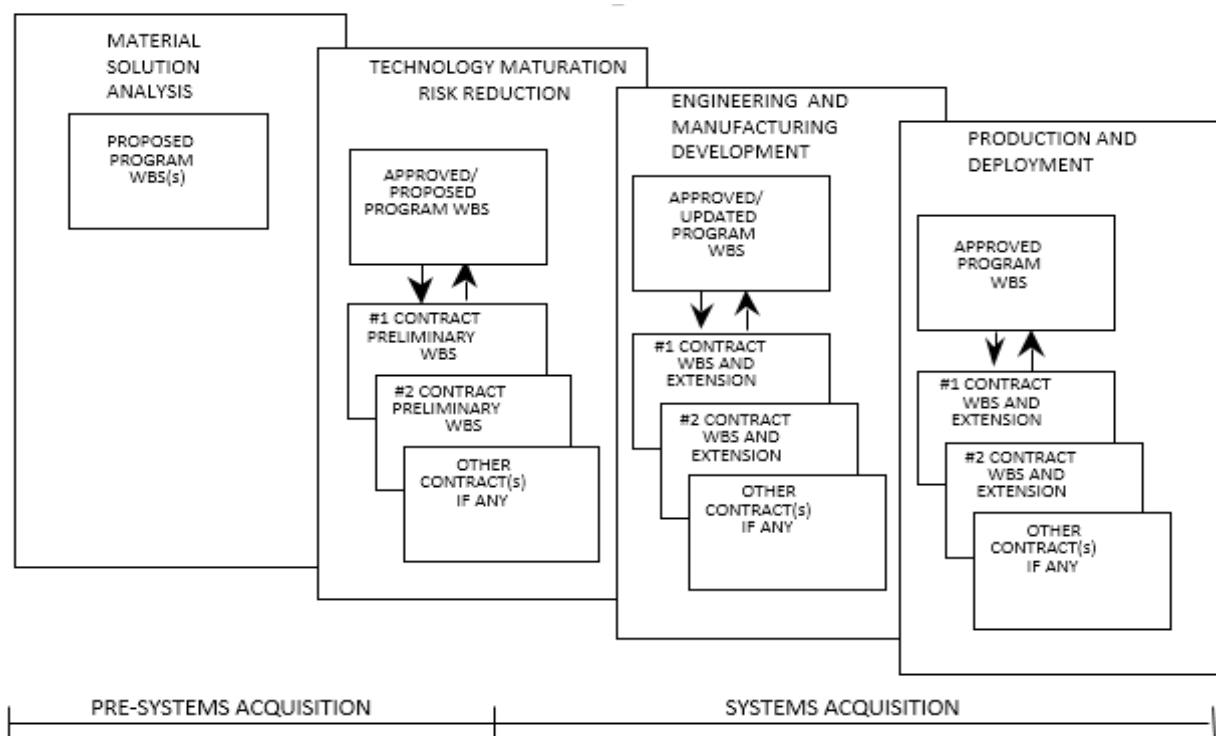 MATERIAL
SOLUTION
ANALYSIS
PROPOSED
PROGRAM
WBS(s)
TECHNOLOGY MATURATION
RISK REDUCTION
APPROVED/
PROPOSED
PROGRAM WBS
#1 CONTRACT
PRELIMINARY
WBS
#2 CONTRACT
PRELIMINARY
WBS
OTHER
CONTRACT(s)
IF ANY
ENGINEERING AND
MANUFACTURING
DEVELOPMENT
APPROVED/
UPDATED
PROGRAM
WBS
#1 CONTRACT
WBS AND
EXTENSION
#2 CONTRACT
WBS AND
EXTENSION
OTHER
CONTRACT(s)
IF ANY
PRODUCTION AND
DEPLOYMENT
APPROVED
PROGRAM
WBS
#1 CONTRACT
WBS AND
EXTENSION
#2 CONTRACT
WBS AND
EXTENSION
OTHER
CONTRACT(s)
IF ANY
PRE-SYSTEMS ACQUISITION
SYSTEMS ACQUISITION